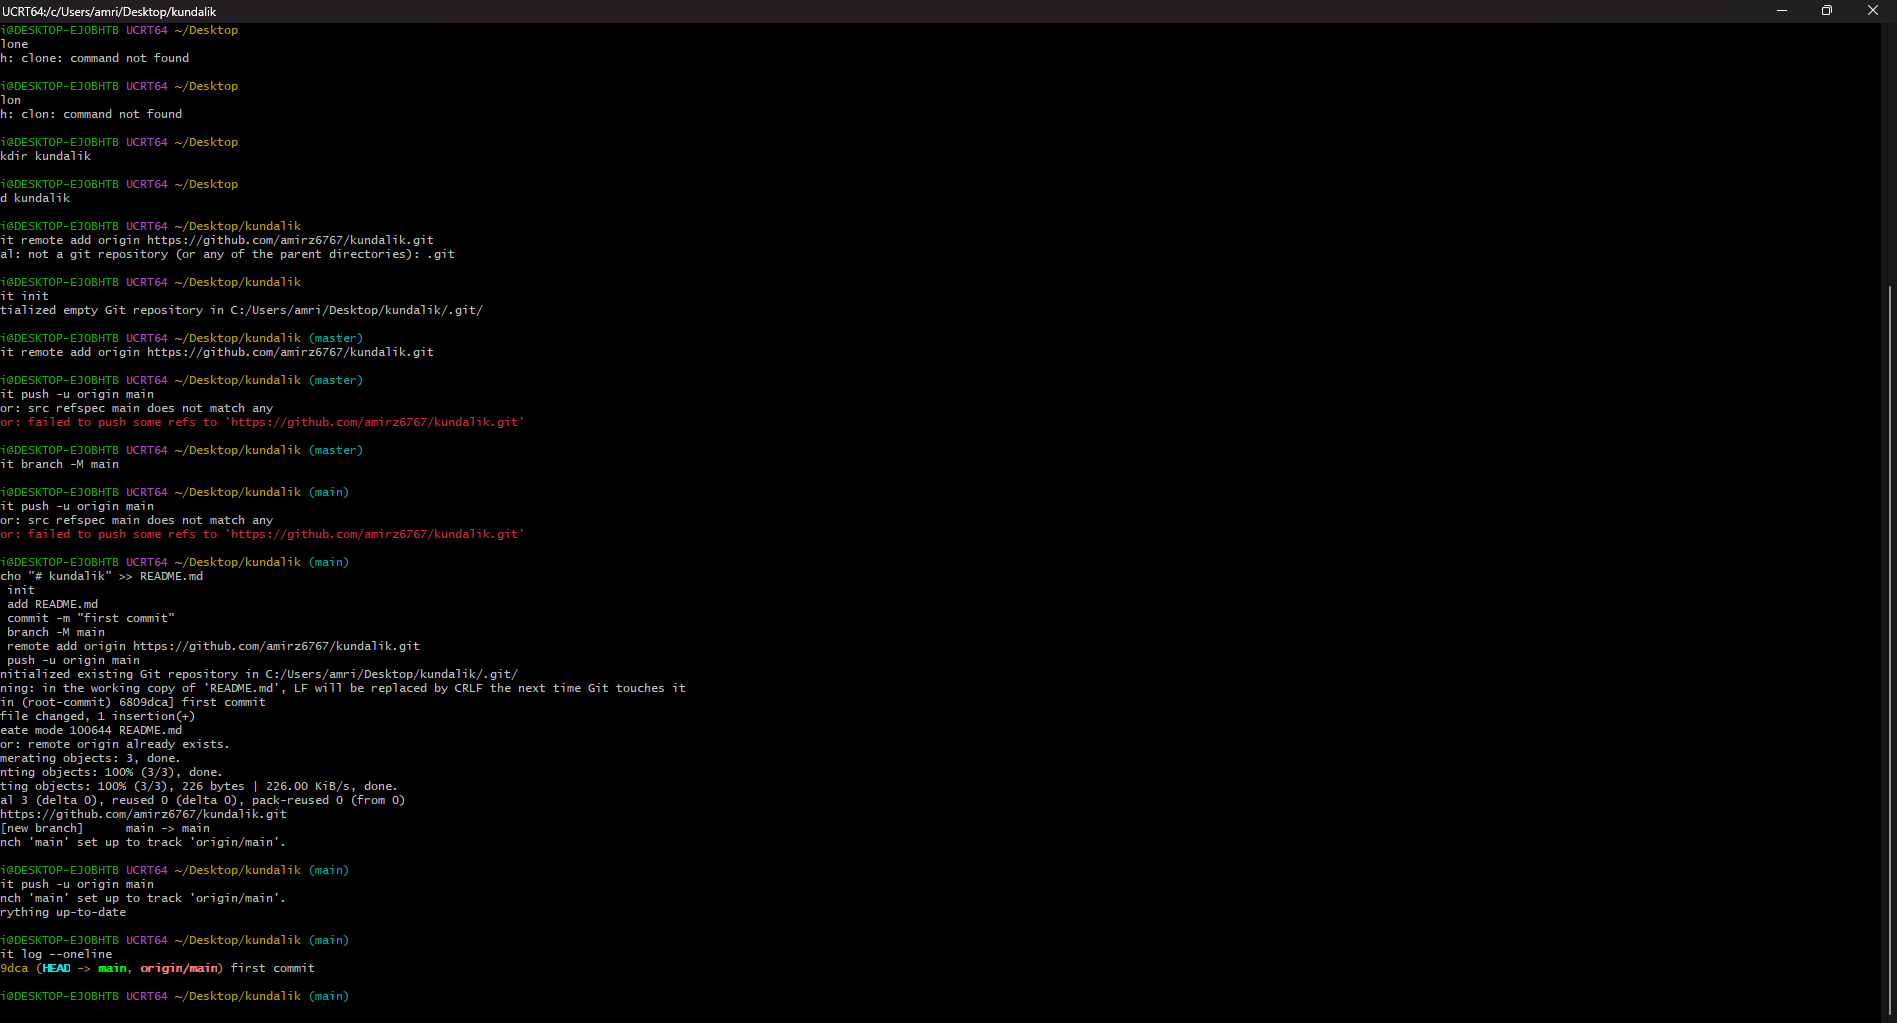 UCRT64:/c/Users/amri/Desktop/kundalik
i@DESKTOP-EJOBHTB UCRT64 ~/Desktop
lone
h: clone: command not found
i@DESKTOP-EJOBHTB UCRT64 ~/Desktop
lon
h: clon: command not found
i@DESKTOP-EJOBHTB UCRT64 ~/Desktop
kdir kundalik
i@DESKTOP-EJOBHTB UCRT64 ~/Desktop
d kundalik
i@DESKTOP-EJOBHTB UCRT64 ~/Desktop/kundalik
it remote add origin https://github.com/amirz6767/kundalik.git
al: not a git repository (or any of the parent directories): .git
i@DESKTOP-EJOBHTB UCRT64 ~/Desktop/kundalik
it init
tialized empty Git repository in C:/Users/amri/Desktop/kundalik/.git/
i@DESKTOP-EJOBHTB UCRT64 ~/Desktop/kundalik (master)
it remote add origin https://github.com/amirz6767/kundalik.git
i@DESKTOP-EJOBHTB UCRT64 ~/Desktop/kundalik (master)
it push -u origin main
or: src refspec main does not match any
or: failed to push some refs to 'https://github.com/amirz6767/kundalik.git'
i@DESKTOP-EJOBHTB UCRT64 ~/Desktop/kundalik (master)
it branch -M main
i@DESKTOP-EJOBHTB UCRT64 ~/Desktop/kundalik (main)
it push -u origin main
or: src refspec main does not match any
or: failed to push some refs to 'https://github.com/amirz6767/kundalik.git'
i@DESKTOP-EJOBHTB UCRT64 ~/Desktop/kundalik (main)
cho "# kundalik" >> README.md
init
add README.md
commit -m "first commit"
branch -M main
remote add origin https://github.com/amirz6767/kundalik.git
push -u origin main
nitialized existing Git repository in C:/Users/amri/Desktop/kundalik/.git/
ning: in the working copy of 'README.md', LF will be replaced by CRLF the next time Git touches it
in (root-commit) 6809dca] first commit
file changed, 1 insertion(+)
eate mode 100644 README.md
or: remote origin already exists.
merating objects: 3, done.
nting objects: 100% (3/3), done.
ting objects: 100% (3/3), 226 bytes | 226.00 KiB/s, done.
al 3 (delta 0), reused 0 (delta 0), pack-reused 0 (from 0)
https://github.com/amirz6767/kundalik.git
[new branch]      main -> main
nch 'main' set up to track 'origin/main'.
i@DESKTOP-EJOBHTB UCRT64 ~/Desktop/kundalik (main)
it push -u origin main
nch 'main' set up to track 'origin/main'.
rything up-to-date
i@DESKTOP-EJOBHTB UCRT64 ~/Desktop/kundalik (main)
it log --oneline
9dca (HEAD -> main, origin/main) first commit
i@DESKTOP-EJOBHTB UCRT64 ~/Desktop/kundalik (main)